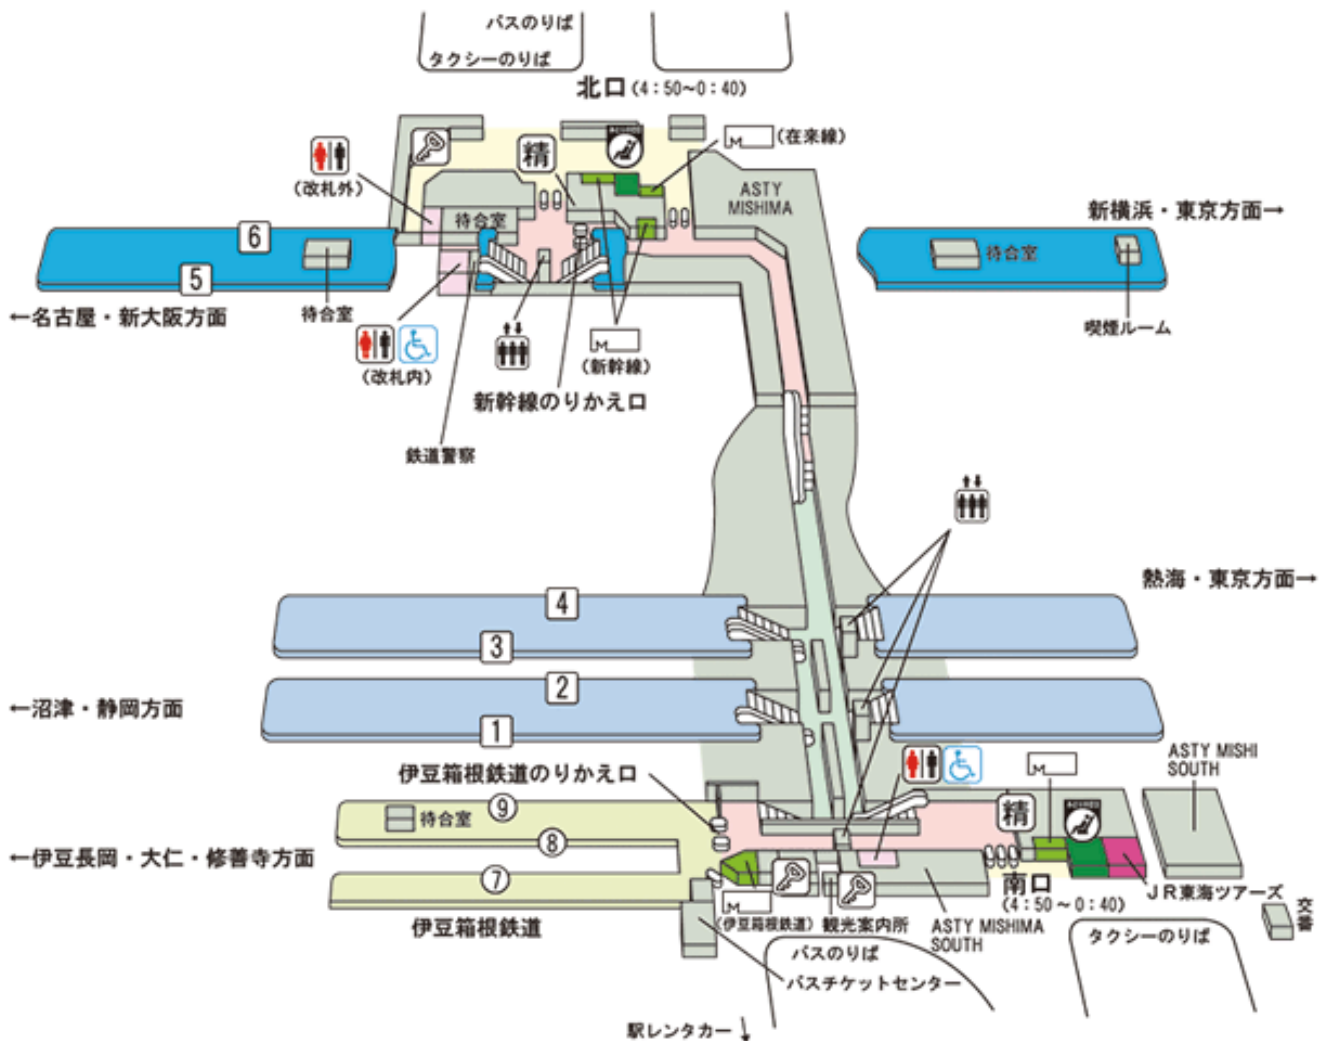 バスのりば
タクシーのりば
北口(4:50~0:40)
(在来線)
精
(改札外)
ASTY
MISHIMA
待合室
新横浜・東京方面→
6
5
待合室
待合室
←名古屋・新大阪方面
喫煙ルーム
(改札内)
(新幹線)
新幹線のりかえ口
鉄道警察
熱海・東京方面→
4
3
2
←沼津・静岡方面
1
ASTY MISHI
SOUTH
伊豆箱根鉄道のりかえ口
9
待合室
精
8
←伊豆長岡・大仁・修善寺方面
7
南口
(4:50~0:40)
JR東海ツアーズ
交番
伊豆箱根鉄道
(伊豆箱根鉄道)
観光案内所
ASTY MISHIMA
SOUTH
タクシーのりば
バスのりば
バスチケットセンター
駅レンタカー↓